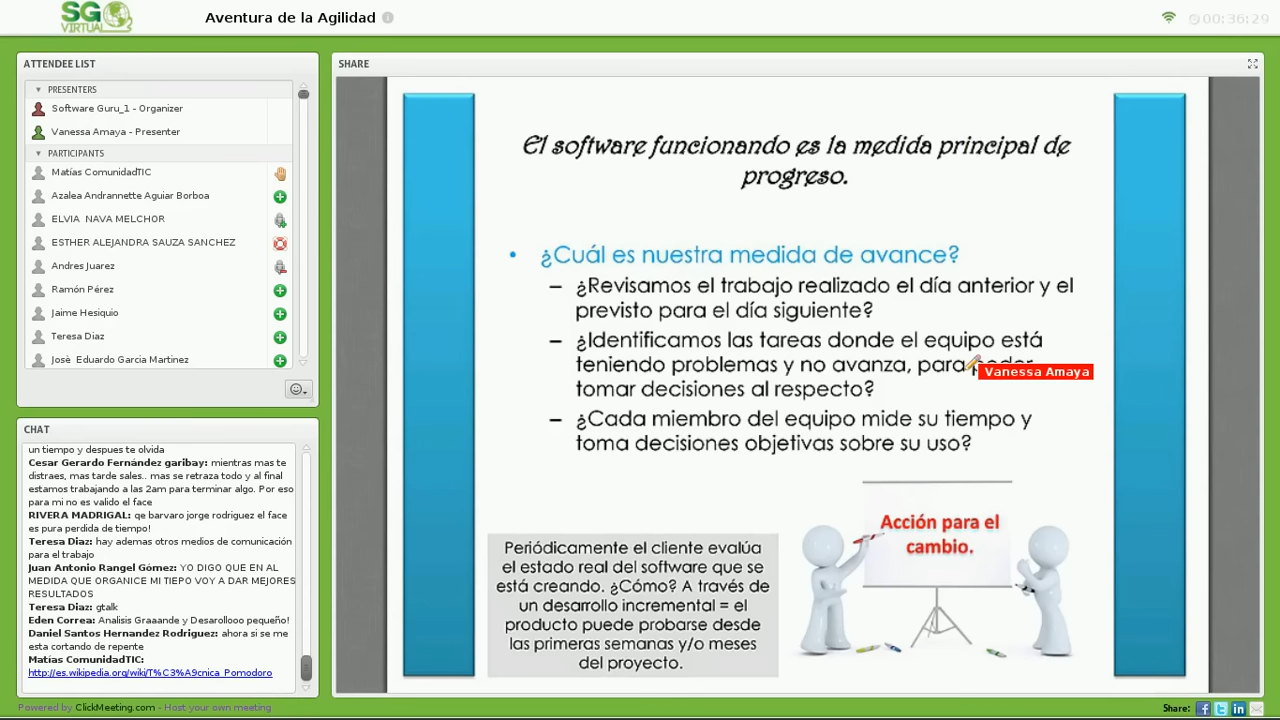 SG
VIRTUAL
Aventura de la Agilidad
00:36:29
ATTENDEE LIST
PRESENTERS
Software Guru_1 - Organizer
Vanessa Amaya - Presenter
PARTICIPANTS
Matías ComunidadTIC
Azalea Andrannette Aguiar Borboa
ELVIA NAVA MELCHOR
ESTHER ALEJANDRA SAUZA SANCHEZ
Andres Juarez
Ramón Pérez
Jaime Hesiquio
Teresa Diaz
Josè Eduardo Garcia Martinez
CHAT
un tiempo y despues te olvida
Cesar Gerardo Fernández garibay: mientras mas te
distraes, mas tarde sales.. mas se retraza todo y al final
estamos trabajando a las 2am para terminar algo. Por eso
para mi no es valido el face
RIVERA MADRIGAL: qe barvaro jorge rodriguez el face
es pura perdida de tiempo!
Teresa Diaz: hay ademas otros medios de comunicación
para el trabajo
Juan Antonio Rangel Gómez: YO DIGO QUE EN AL
MEDIDA QUE ORGANICE MI TIEPO VOY A DAR MEJORES
RESULTADOS
Teresa Diaz: gtalk
Eden Correa: Analisis Graaande y Desarollooo pequeño!
Daniel Santos Hernandez Rodriguez: ahora si se me
esta cortando de repente
Matías ComunidadTIC:
http://es.wikipedia.org/wiki/T%C3%A9cnica_Pomodoro
SHARE
El software funcionando es la medida principal de
progreso.
• ¿Cuál es nuestra medida de avance?
– ¿Revisamos el trabajo realizado el día anterior y el
previsto para el día siguiente?
– ¿Identificamos las tareas donde el equipo está
teniendo problemas y no avanza, para poder
Vanessa Amaya
tomar decisiones al respecto?
– ¿Cada miembro del equipo mide su tiempo y
toma decisiones objetivas sobre su uso?
Periódicamente el cliente evalúa
el estado real del software que se
está creando. ¿Cómo? A través de
un desarrollo incremental = el
producto puede probarse desde
las primeras semanas y/o meses
del proyecto.
Acción para el
cambio.
Powered by ClickMeeting.com - Host your own meeting
Share: